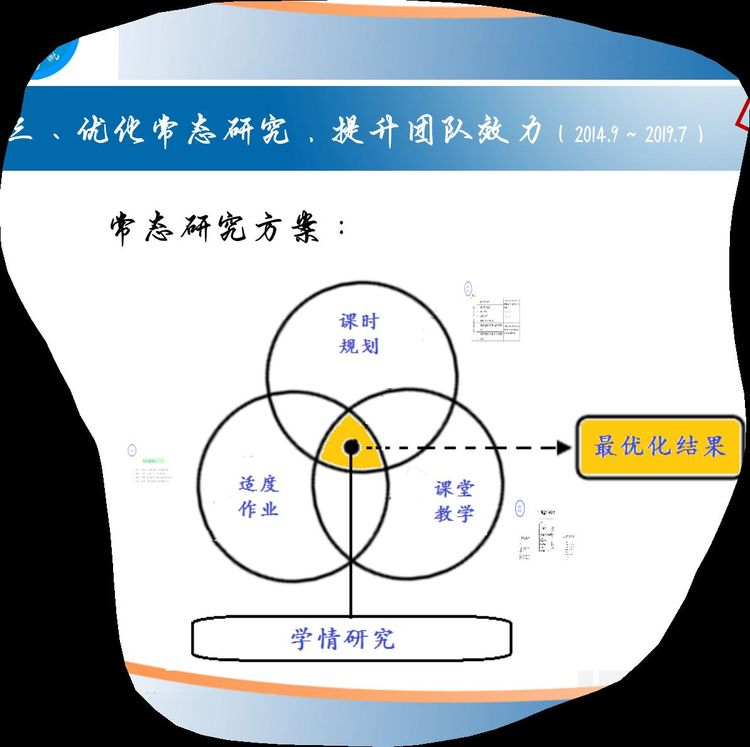 三、优化常态研究，提升团队效力（2014.9～2019.7）
常态研究方案：
课时
规划
适度
作业
课堂
教学
最优化结果
学情研究